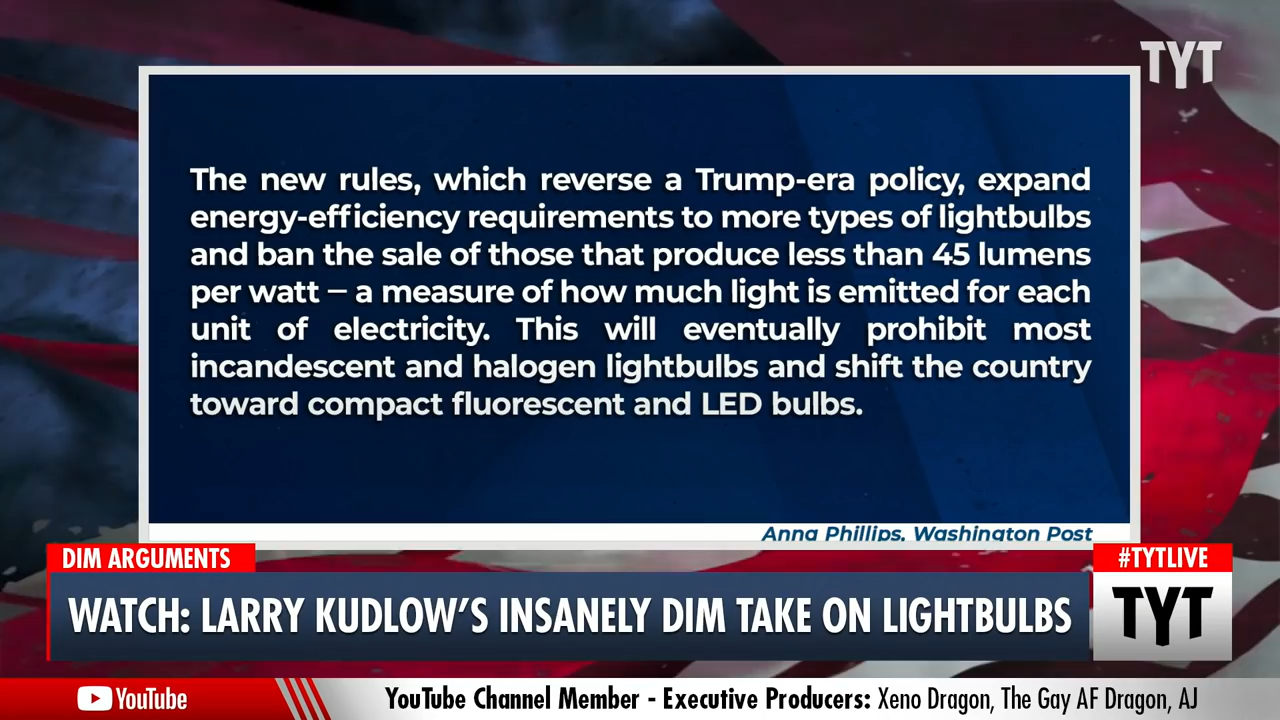 TYT
The new rules, which reverse a Trump-era policy, expand
energy-efficiency requirements to more types of lightbulbs
and ban the sale of those that produce less than 45 lumens
per watt – a measure of how much light is emitted for each
unit of electricity. This will eventually prohibit most
incandescent and halogen lightbulbs and shift the country
toward compact fluorescent and LED bulbs.
Anna Phillips, Washington Post
DIM ARGUMENTS
#TYTLIVE
WATCH: LARRY KUDLOW'S INSANELY DIM TAKE ON LIGHTBULBS
TYT
YouTube
YouTube Channel Member - Executive Producers: Xeno Dragon, The Gay AF Dragon, AJ